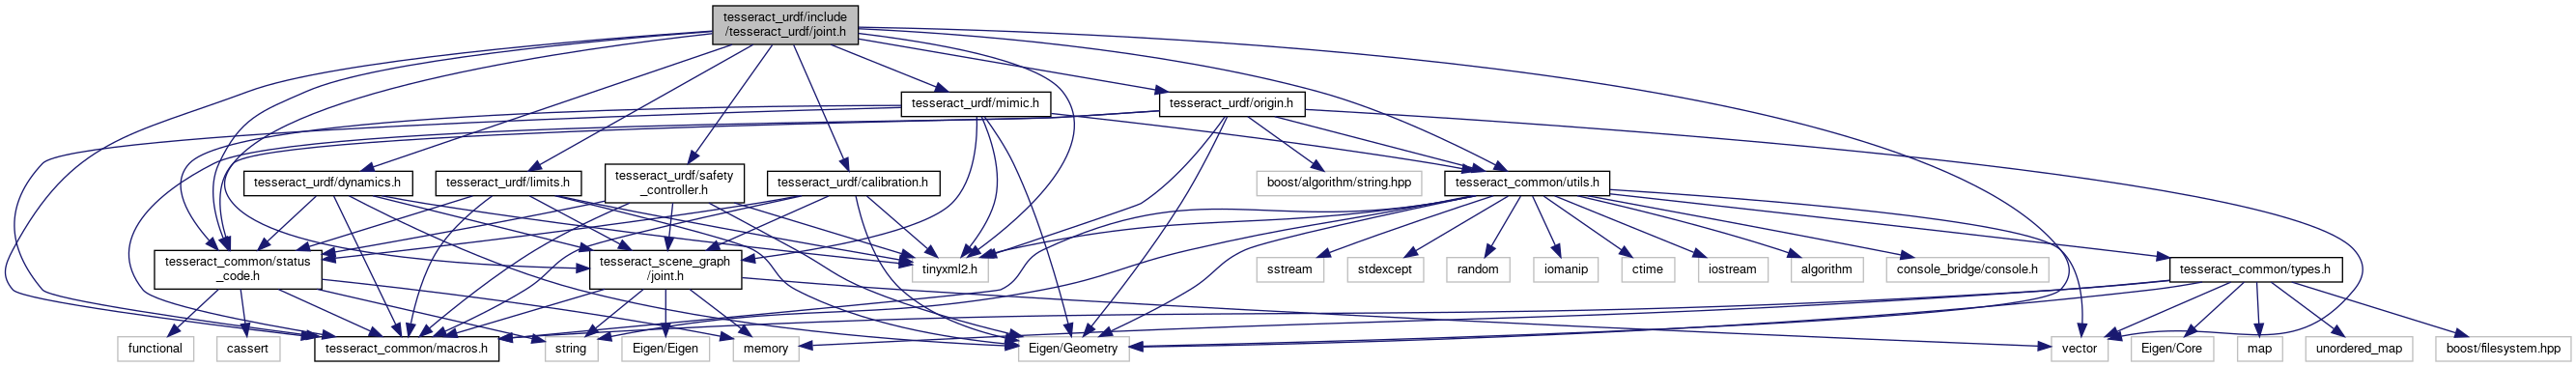 tesseract_urdf/include
/tesseract_urdf/joint.h
tesseract_urdf/mimic.h
tesseract_urdf/origin.h
tesseract_urdf/dynamics.h
tesseract_urdf/limits.h
tesseract_urdf/safety
_controller.h
tesseract_urdf/calibration.h
boost/algorithm/string.hpp
tesseract_common/utils.h
tesseract_common/status
_code.h
tesseract_scene_graph
/joint.h
tinyxml2.h
sstream
stdexcept
random
iomanip
ctime
iostream
algorithm
console_bridge/console.h
tesseract_common/types.h
functional
cassert
tesseract_common/macros.h
string
Eigen/Eigen
memory
Eigen/Geometry
vector
Eigen/Core
map
unordered_map
boost/filesystem.hpp